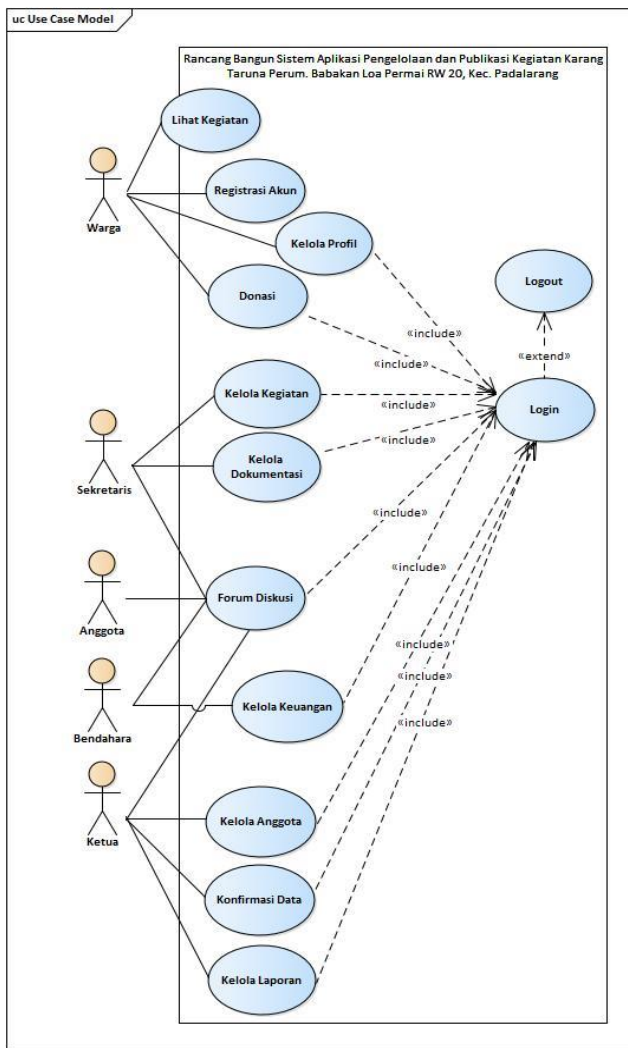 uc Use Case Model
Rancang Bangun Sistem Aplikasi Pengelolaan dan Publikasi Kegiatan Karang
Taruna Perum. Babakan Loa Permai RW 20, Kec. Padalarang
Lihat Kegiatan
Registrasi Akun
Warga
Kelola Profil
Logout
Donasi
«include»
«extend»
«include»
Kelola Kegiatan
«include»
Login
Kelola
Dokumentasi
«include»
Sekretaris
«include»
«include»
Forum Diskusi
Anggota
«include»
«include»
Kelola Keuangan
«include»
Bendahara
Kelola Anggota
Ketua
Konfirmasi Data
Kelola Laporan